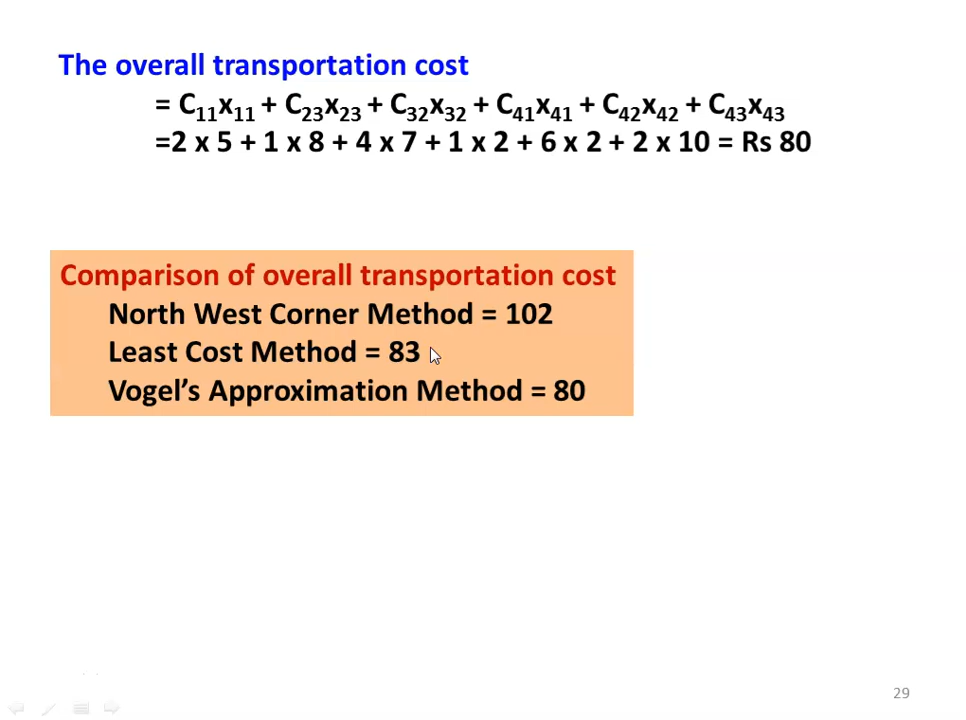 The overall transportation cost
= C₁₁x₁₁ + C₂₃x₂₃ + C₃₂x₃₂ + C₄₁x₄₁ + C₄₂x₄₂ + C₄₃x₄₃
=2 x 5 + 1 x 8 + 4 x 7 + 1 x 2 + 6 x 2 + 2 x 10 = Rs 80
Comparison of overall transportation cost
North West Corner Method = 102
Least Cost Method = 83
Vogel’s Approximation Method = 80
29